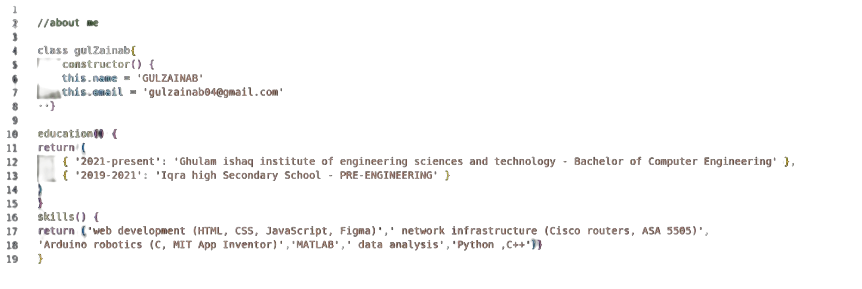 1
2 //about me
3
4 class gulZainab{
5 constructor() {
6 this.name = 'GULZAINAB'
7 this.email = 'gulzainab04@gmail.com'
8 }
9
10 education() {
11 return {
12 { '2021-present': 'Ghulam ishaq institute of engineering sciences and technology - Bachelor of Computer Engineering' },
13 { '2019-2021': 'Iqra high Secondary School - PRE-ENGINEERING' }
14 }
15 }
16 skills() {
17 return {'web development (HTML, CSS, JavaScript, Figma)',' network infrastructure (Cisco routers, ASA 5505)',
18 'Arduino robotics (C, MIT App Inventor)','MATLAB',' data analysis','Python ,C++'}}
19 }